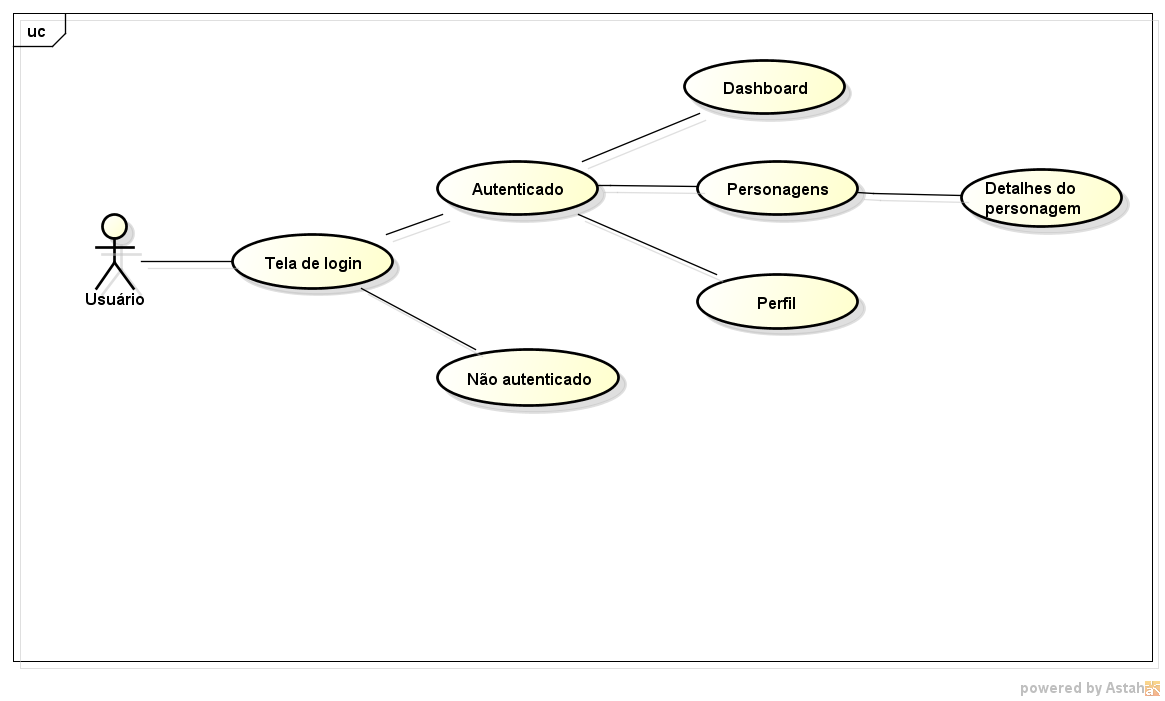 uc
Dashboard
Autenticado
Personagens
Detalhes do
personagem
Tela de login
Usuário
Perfil
Não autenticado
powered by Astah